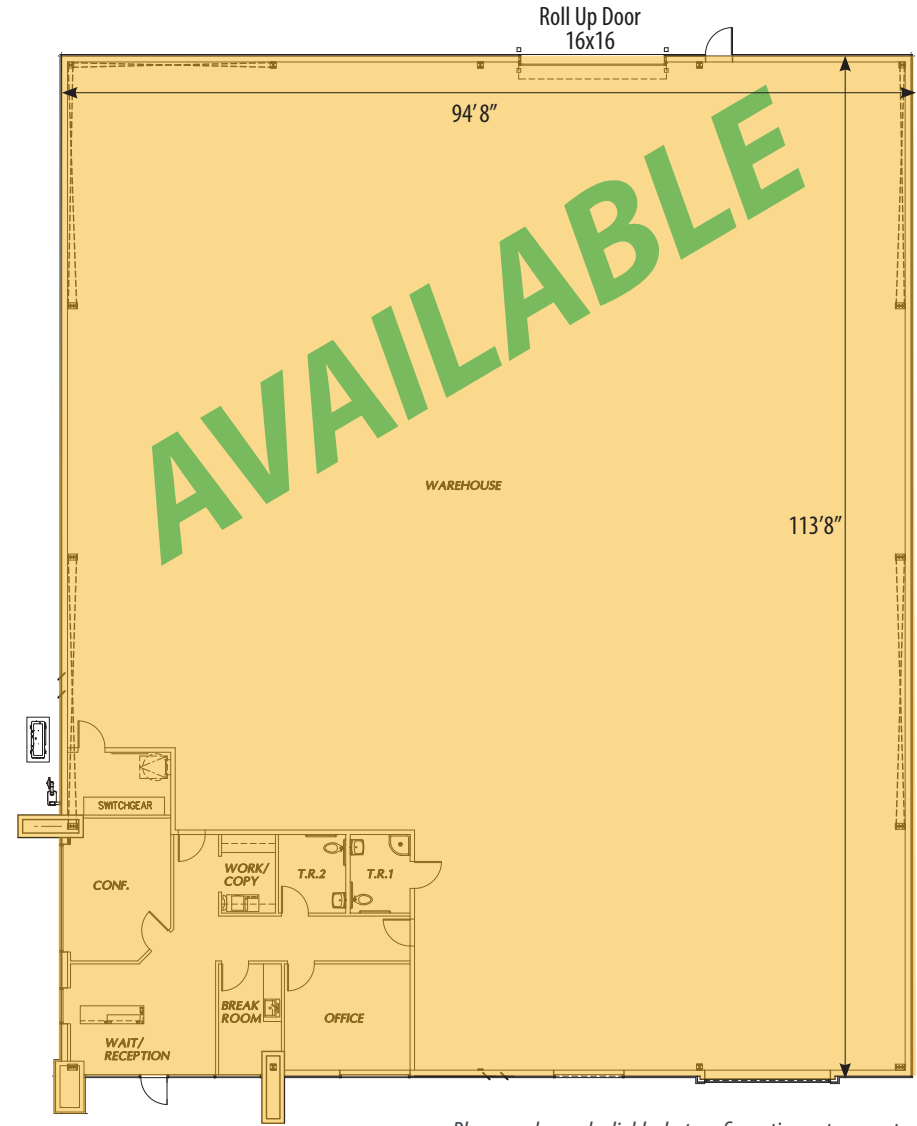 Roll Up Door
16x16
94'8"
AVAILABLE
WAREHOUSE
113'8"
SWITCHGEAR
CONF.
WORK/
COPY
T.R.2
T.R.1
BREAK
ROOM
OFFICE
WAIT/
RECEPTION